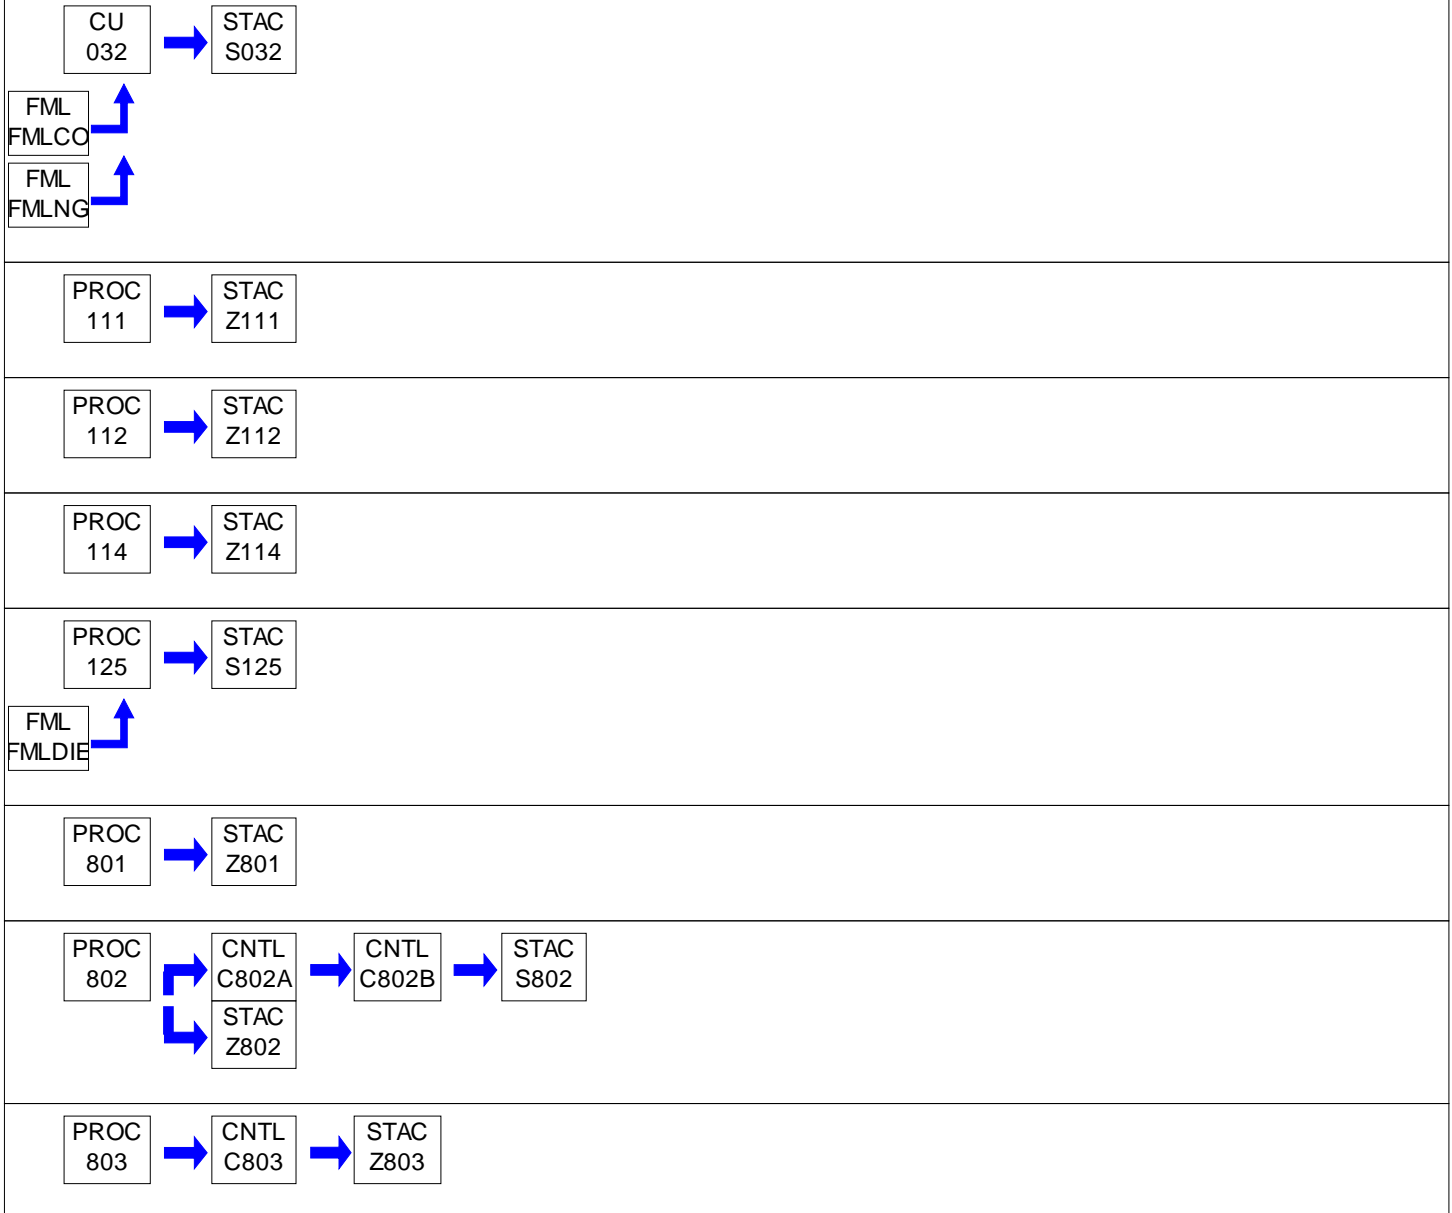 CU
032
STAC
S032
FML
FMLCO
FML
FMLNG
PROC
111
STAC
Z111
PROC
112
STAC
Z112
PROC
114
STAC
Z114
PROC
125
STAC
S125
FML
FMLDIE
PROC
801
STAC
Z801
PROC
802
CNTL
C802A
CNTL
C802B
STAC
S802
STAC
Z802
PROC
803
CNTL
C803
STAC
Z803